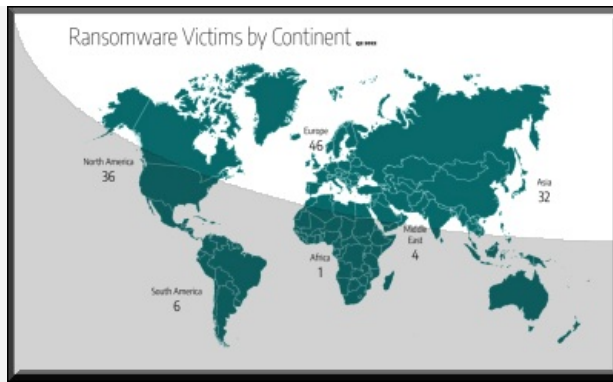 Ransomware Victims by Continent
Europe
46
North America
36
Asia
32
Middle
East
4
Africa
1
South America
6